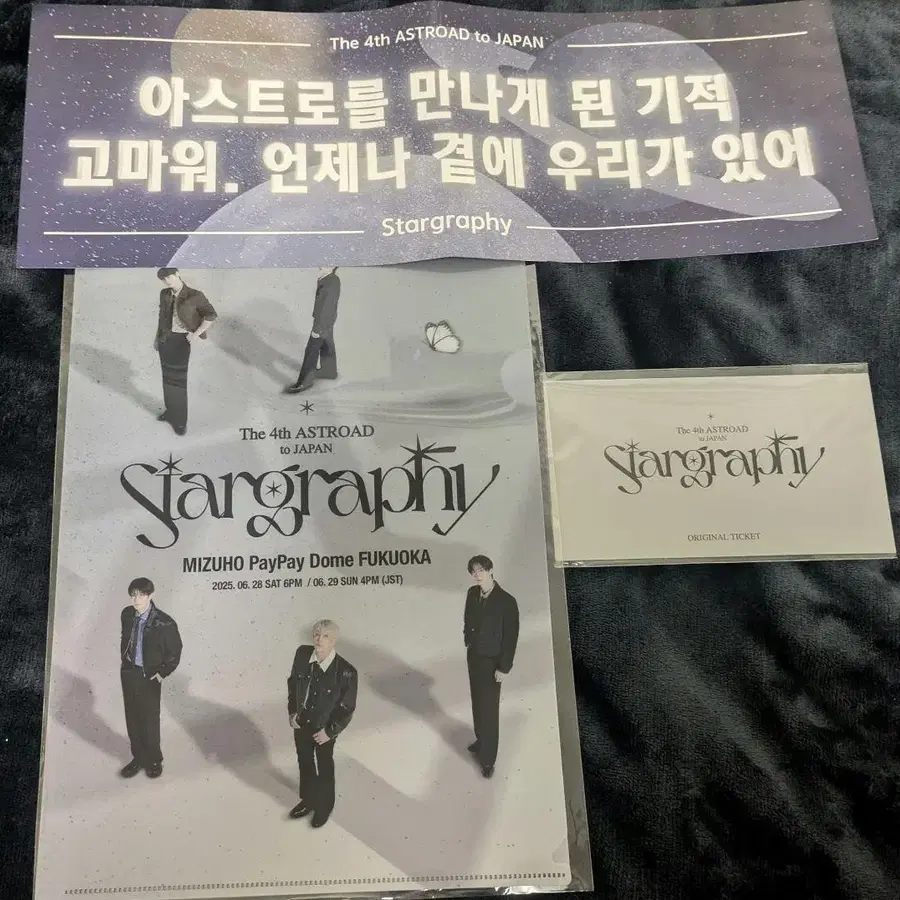 The 4th ASTROAD to JAPAN
아스트로를 만나게 된 기적
고마워. 언제나 곁에 우리가 있어
Stargraphy
The 4th ASTROAD
to JAPAN
Stargraphy
MIZUHO PayPay Dome FUKUOKA
2025. 06. 28 SAT 6PM / 06. 29 SUN 4PM (JST)
The 4th ASTROAD
to JAPAN
Stargraphy
ORIGINAL TICKET